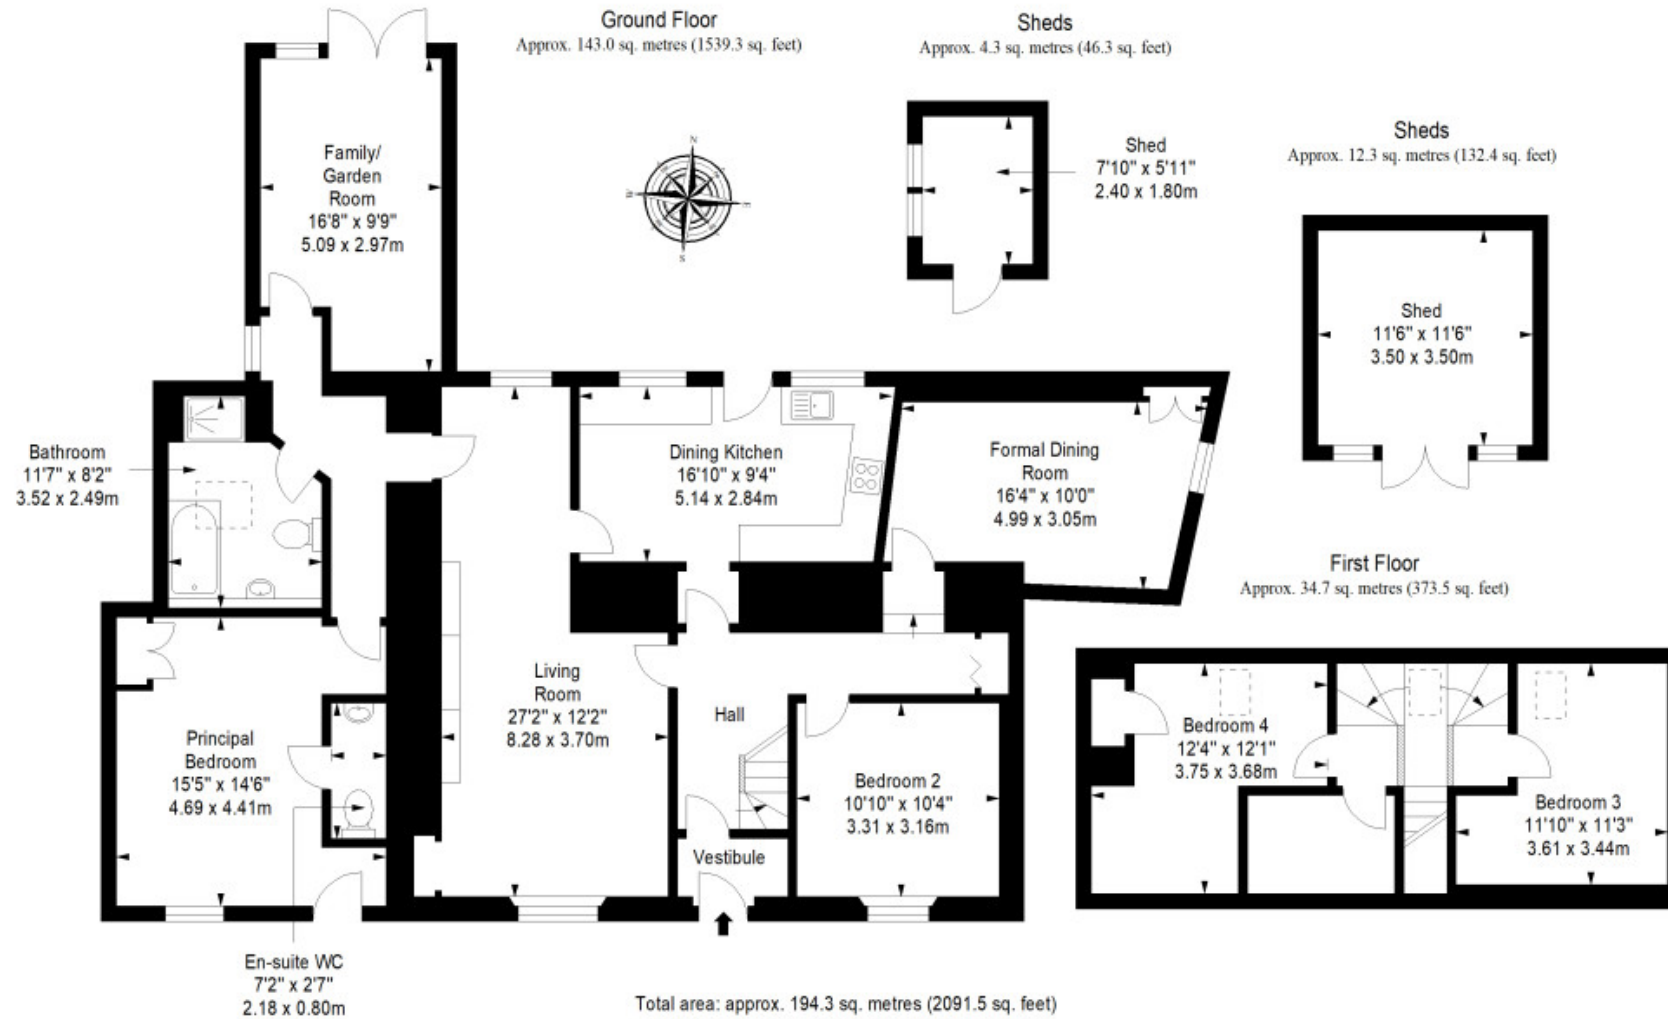 Ground Floor
Approx. 143.0 sq. metres (1539.3 sq. feet)
Sheds
Approx. 4.3 sq. metres (46.3 sq. feet)
Sheds
Approx. 12.3 sq. metres (132.4 sq. feet)
Family/
Garden
Room
16'8" x 9'9"
5.09 x 2.97m
N
W
E
S
Shed
7'10" x 5'11"
2.40 x 1.80m
Shed
11'6" x 11'6"
3.50 x 3.50m
Bathroom
11'7" x 8'2"
3.52 x 2.49m
Dining Kitchen
16'10" x 9'4"
5.14 x 2.84m
Formal Dining
Room
16'4" x 10'0"
4.99 x 3.05m
First Floor
Approx. 34.7 sq. metres (373.5 sq. feet)
Living
Room
27'2" x 12'2"
8.28 x 3.70m
Hall
Principal
Bedroom
15'5" x 14'6"
4.69 x 4.41m
Bedroom 2
10'10" x 10'4"
3.31 x 3.16m
Vestibule
Bedroom 4
12'4" x 12'1"
3.75 x 3.68m
Bedroom 3
11'10" x 11'3"
3.61 x 3.44m
En-suite WC
7'2" x 2'7"
2.18 x 0.80m
Total area: approx. 194.3 sq. metres (2091.5 sq. feet)